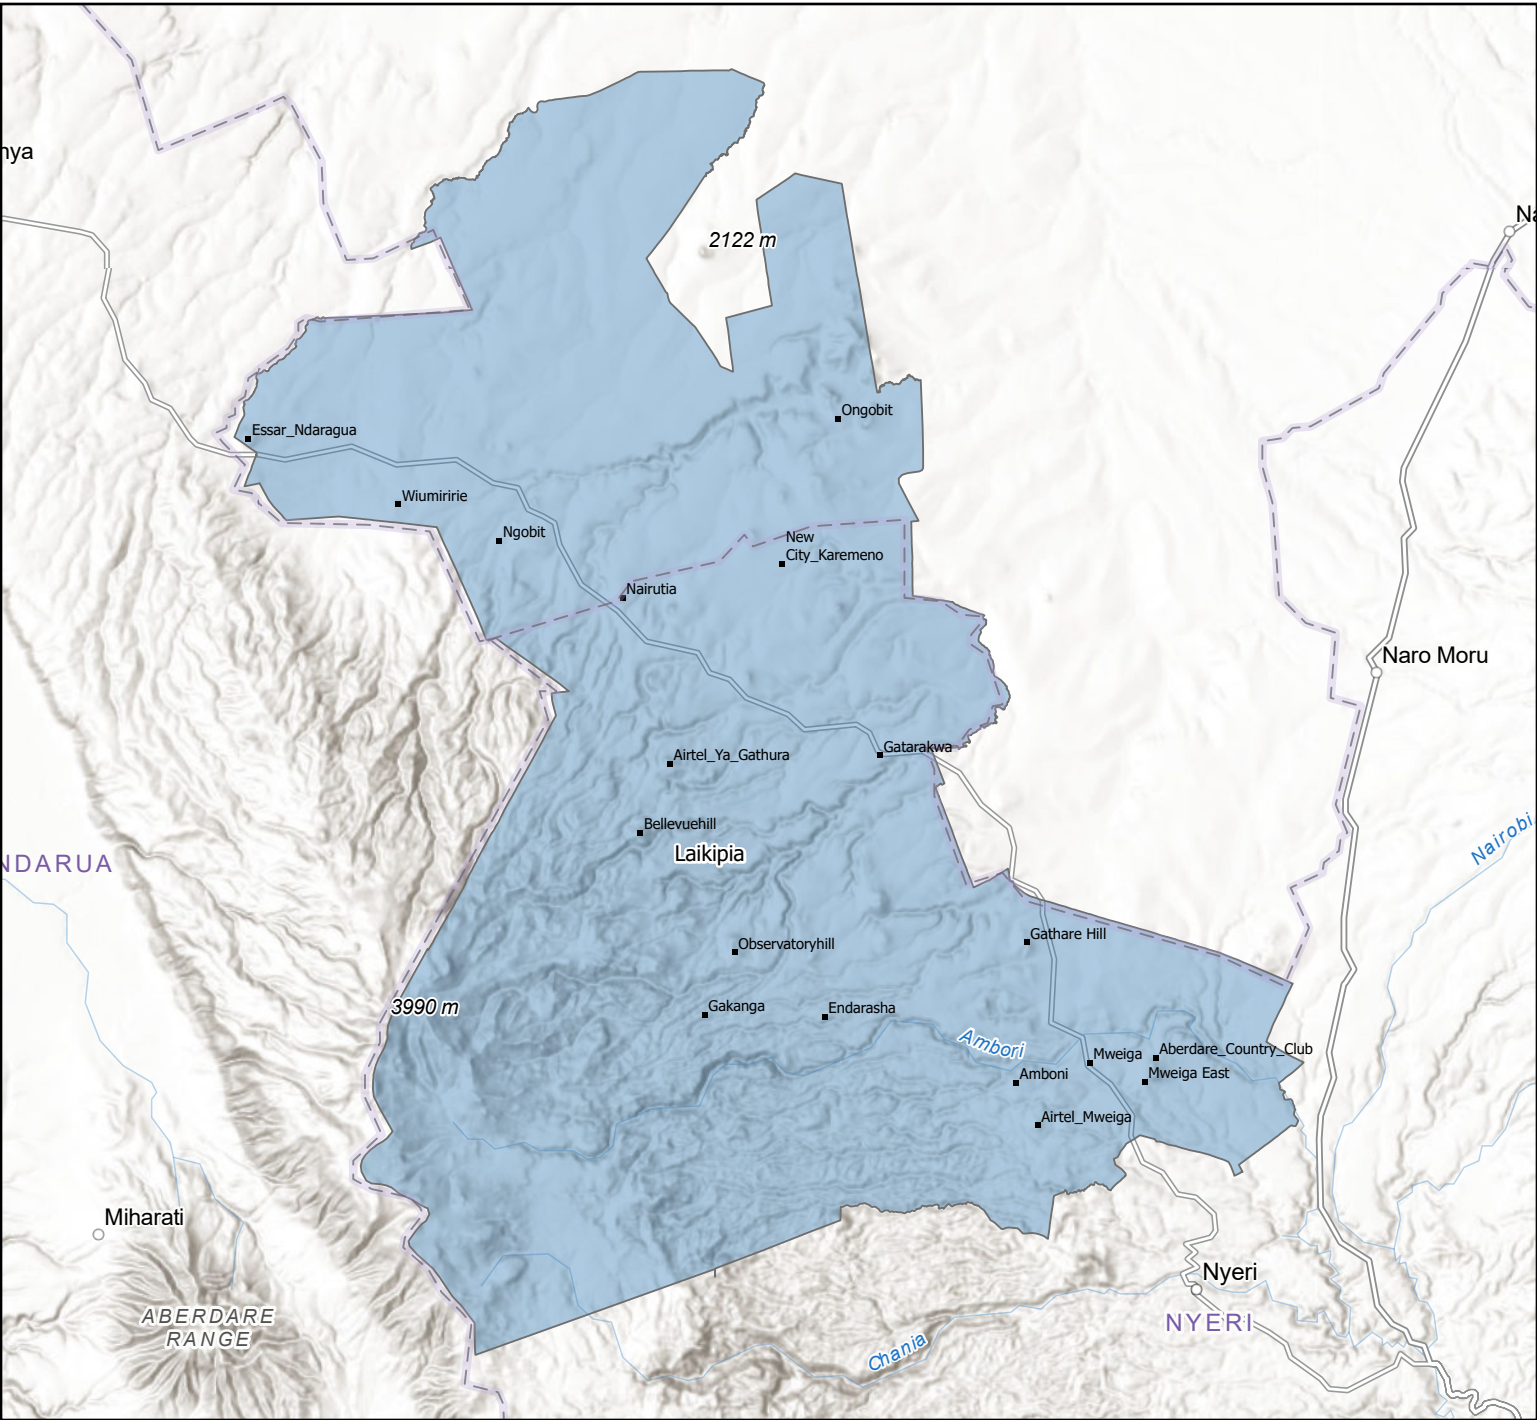 nya
Na
2122 m
Ongobit
Essar_Ndaragua
Wiumiririe
Ngobit
New
City_Karemeno
Nairutia
Naro Moru
Gatarakwa
Airtel_Ya_Gathura
Bellevuehill
Laikipia
Nairobi
NDARUA
Gathare Hill
Observatoryhill
3990 m
Gakanga
Endarasha
Ambori
Mweiga
Aberdare_Country_Club
Amboni
Mweiga East
Airtel_Mweiga
Miharati
Nyeri
ABERDARE
RANGE
NYERI
Chania